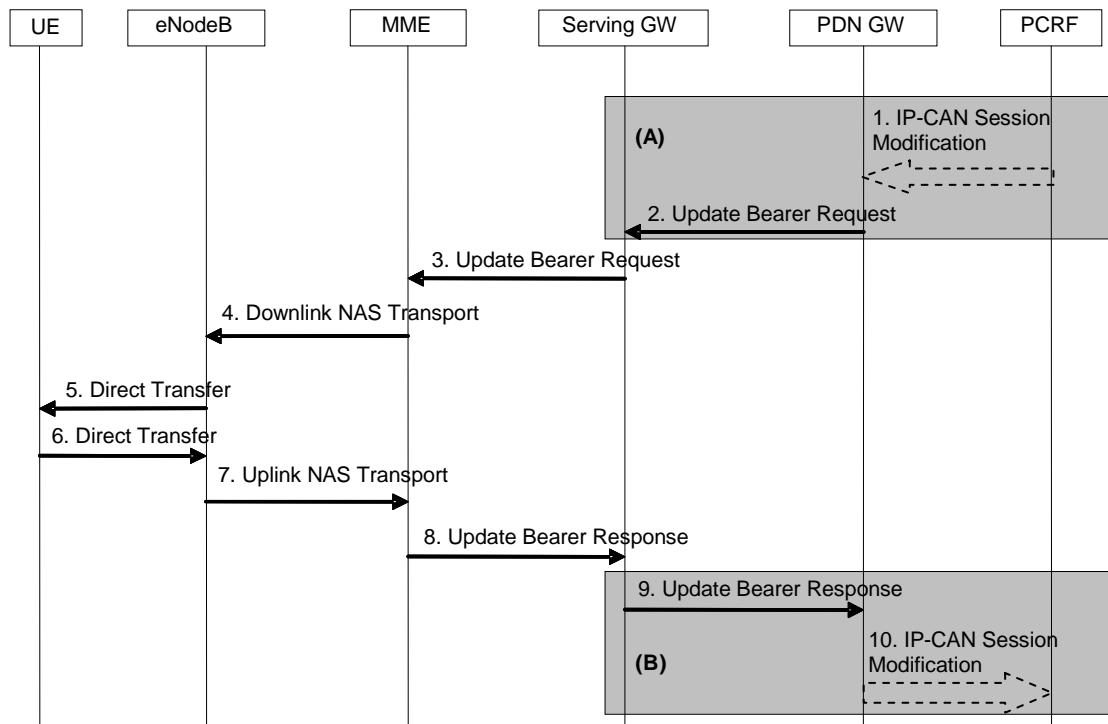 UE
eNodeB
MME
Serving GW
PDN GW
PCRF
(A)
1. IP-CAN Session
Modification
2. Update Bearer Request
3. Update Bearer Request
4. Downlink NAS Transport
5. Direct Transfer
6. Direct Transfer
7. Uplink NAS Transport
8. Update Bearer Response
9. Update Bearer Response
(B)
10. IP-CAN Session
Modification